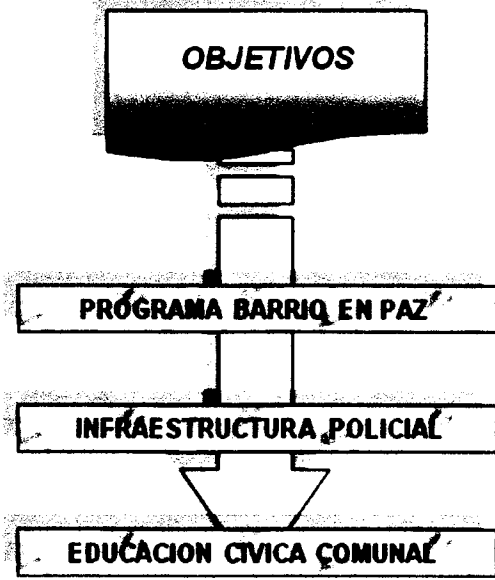 OBJETIVOS
PROGRAMA BARRIO EN PAZ
INFRAESTRUCTURA POLICIAL
EDUCACION CIVICA COMUNAL